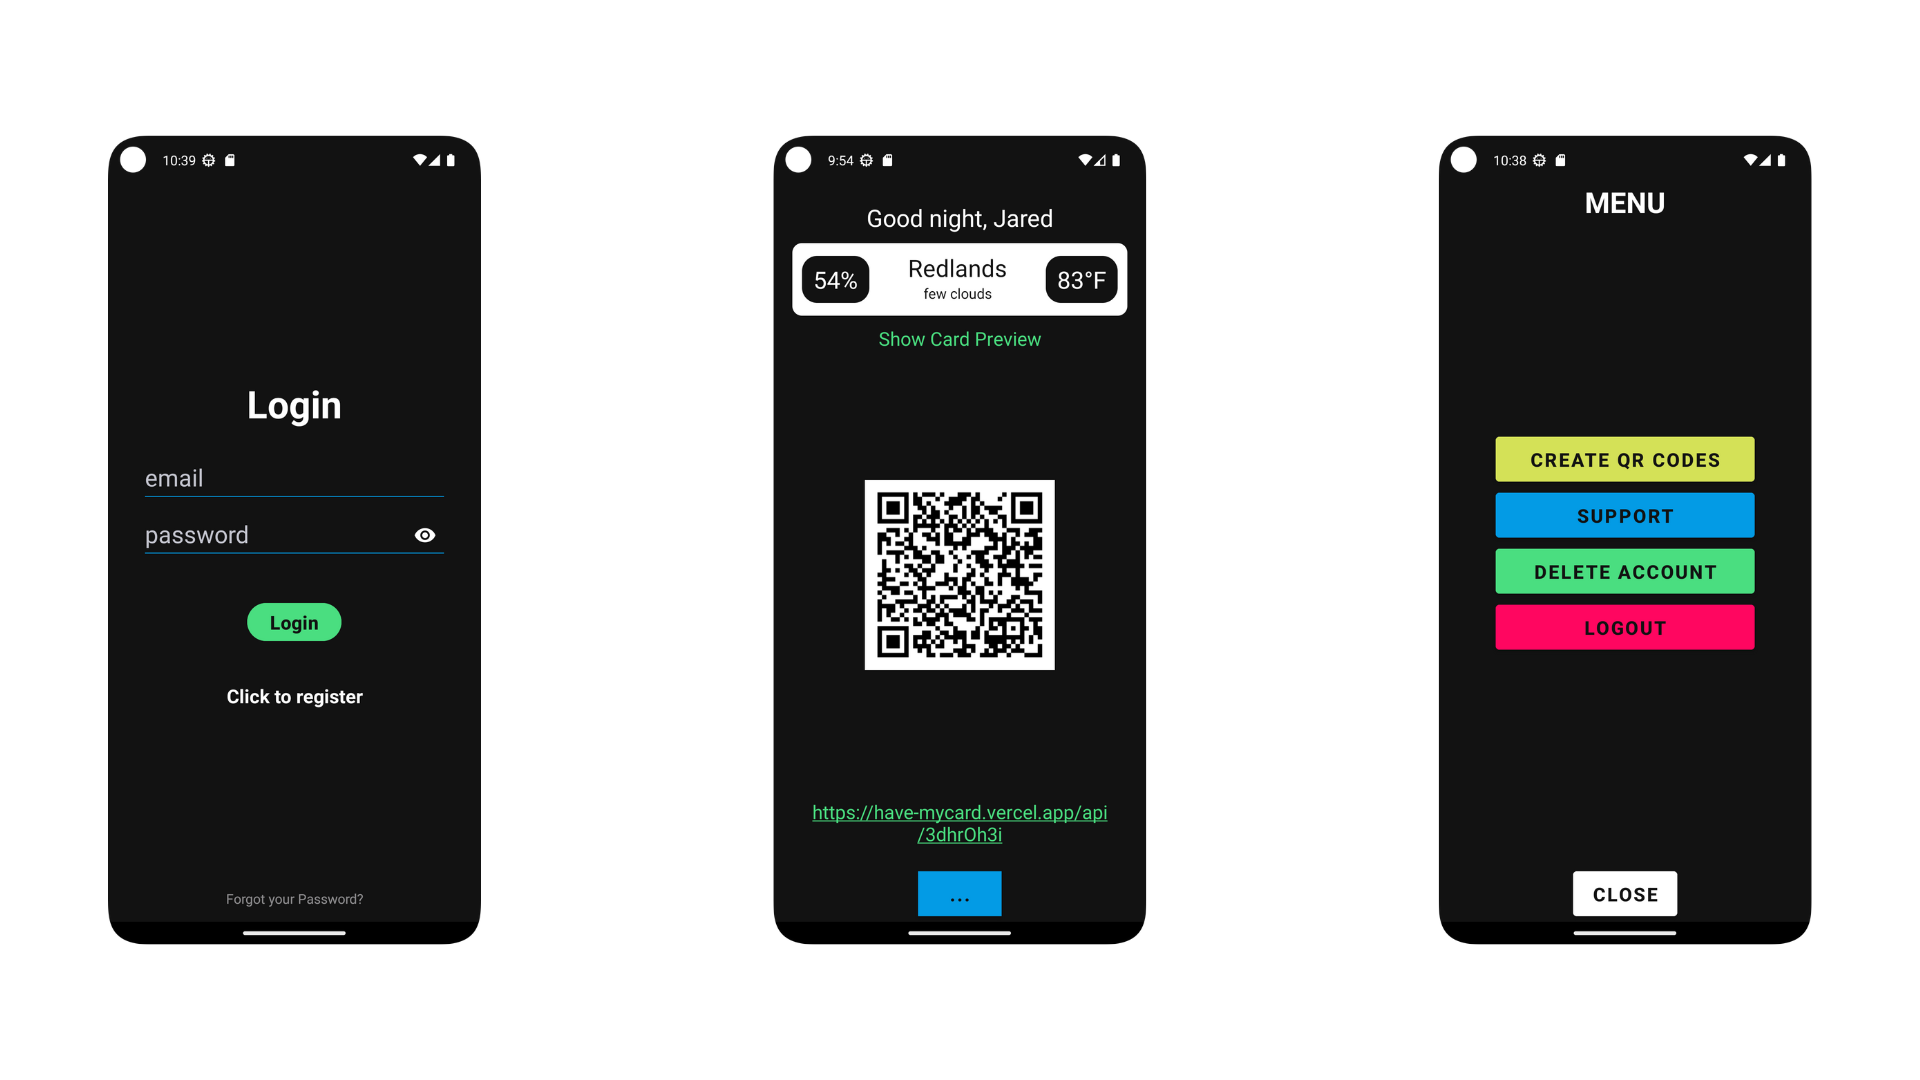 10:39
Login
email
password
Login
Click to register
Forgot your Password?
9:54
Good night, Jared
54%
Redlands
few clouds
83°F
Show Card Preview
https://have-mycard.vercel.app/api
/3dhrOh3i
...
10:38
MENU
CREATE QR CODES
SUPPORT
DELETE ACCOUNT
LOGOUT
CLOSE